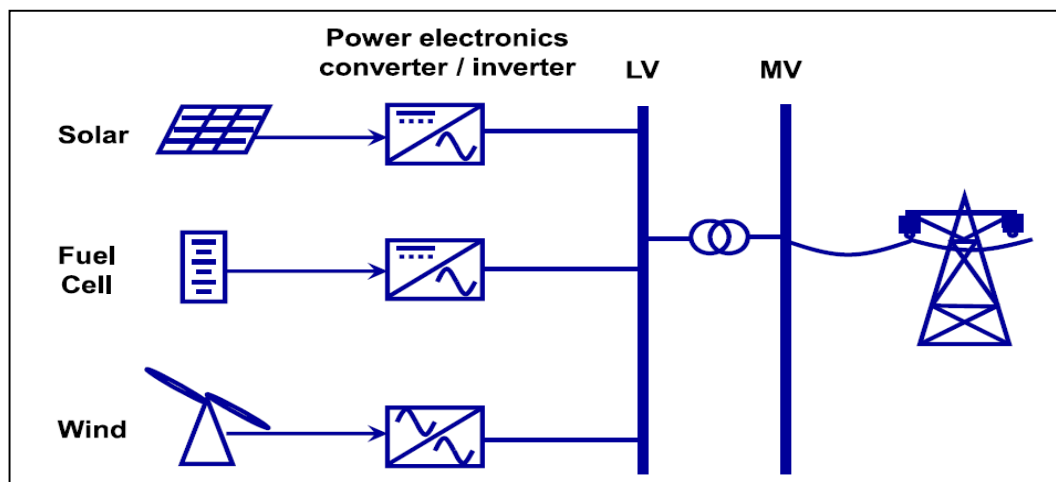 Power electronics
converter / inverter
LV
MV
Solar
Fuel
Cell
Wind